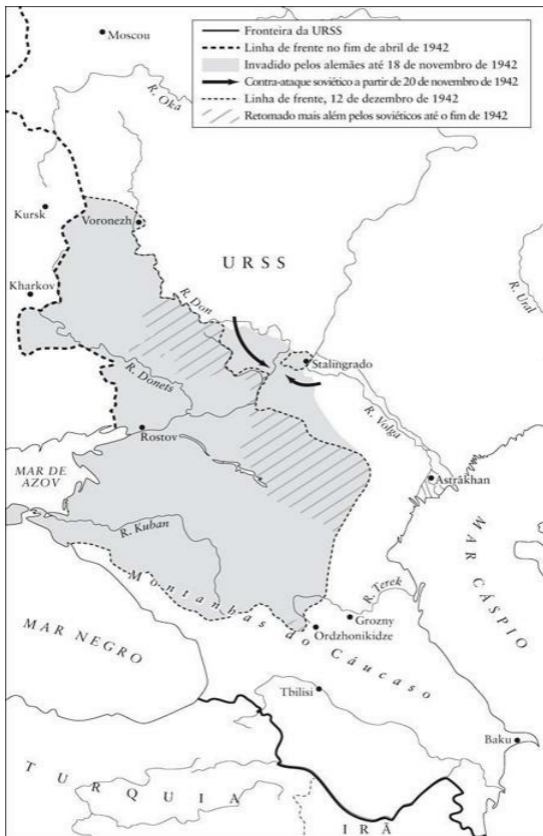 Fronteira da URSS
Linha de frente no fim de abril de 1942
Invadido pelos alemães até 18 de novembro de 1942
Contra-ataque soviético a partir de 20 de novembro de 1942
Linha de frente, 12 de dezembro de 1942
Retomado mais além pelos soviéticos até o fim de 1942
Moscou
R. Oka
Kursk
Voronezh
URSS
Kharkov
R. Don
R. Ural
Stalingrado
R. Donets
R. Volga
Rostov
MAR DE
AZOV
Astrãkhan
R. Kuban
MAR CÁSPIO
R. Terek
Montanhas do Cáucaso
Grozny
Ordzhonikidze
MAR NEGRO
Tbilisi
Baku
TURQUIA
IRÃ